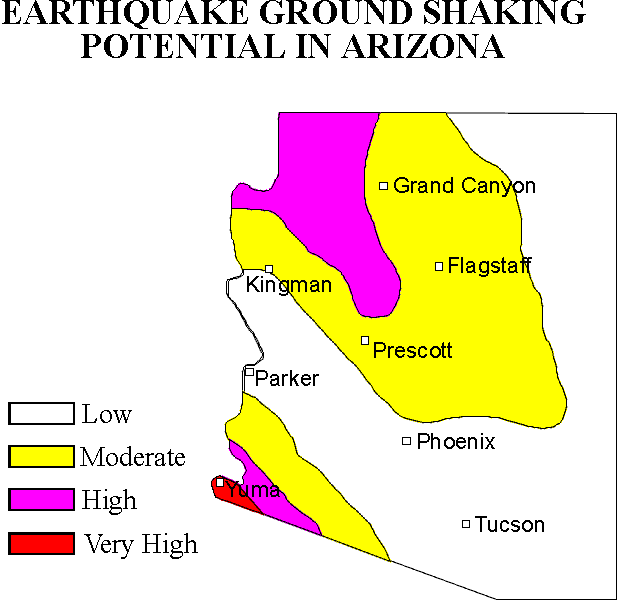 EARTHQUAKE GROUND SHAKING
POTENTIAL IN ARIZONA
Grand Canyon
Flagstaff
Kingman
Prescott
Parker
Low
Phoenix
Moderate
Yuma
High
Tucson
Very High